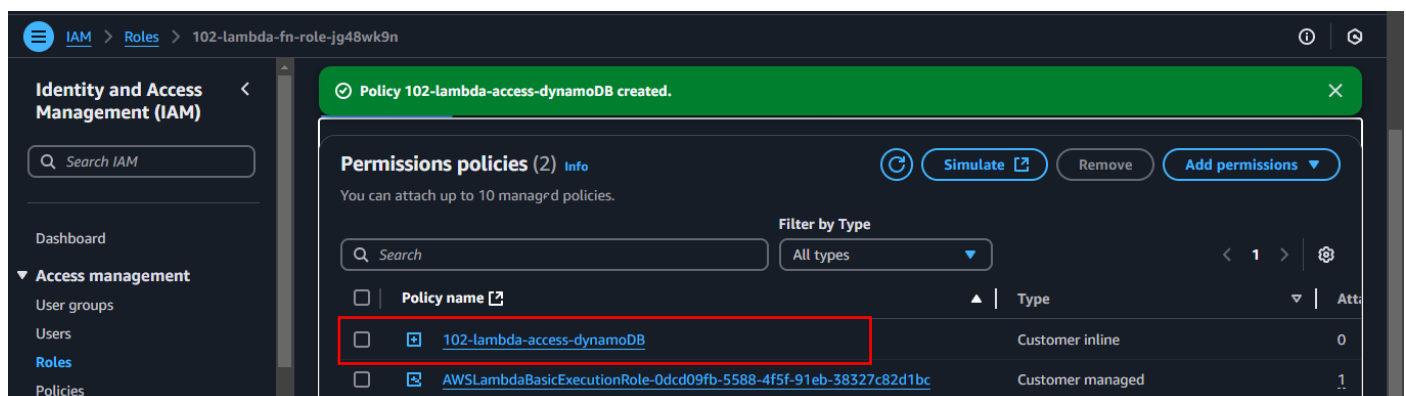 IAM > Roles > 102-lambda-fn-role-jg48wk9n
Identity and Access
Management (IAM)
Search IAM
Dashboard
Access management
User groups
Users
Roles
Policies
Policy 102-lambda-access-dynamoDB created.
Permissions policies (2) Info
Simulate
Remove
Add permissions
You can attach up to 10 managed policies.
Filter by Type
Search
All types
1
Policy name
Type
Atta
102-lambda-access-dynamoDB
Customer inline
0
AWSLambdaBasicExecutionRole-0dcd09fb-5588-4f5f-91eb-38327c82d1bc
Customer managed
1